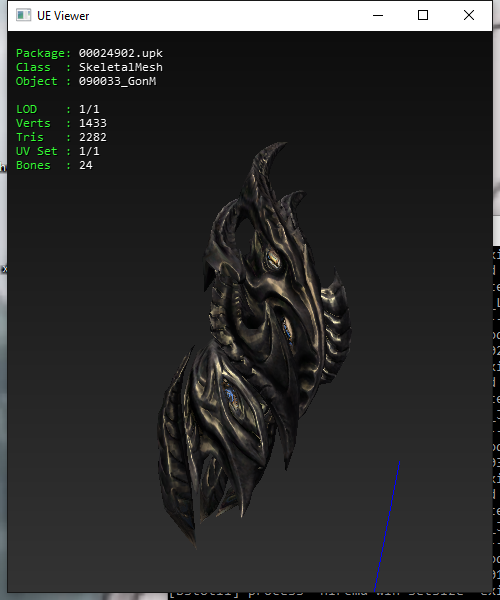 UE Viewer
Package: 00024902.upk
Class : SkeletalMesh
Object : 090033_GonM
LOD : 1/1
Verts : 1433
Tris : 2282
UV Set : 1/1
Bones : 24